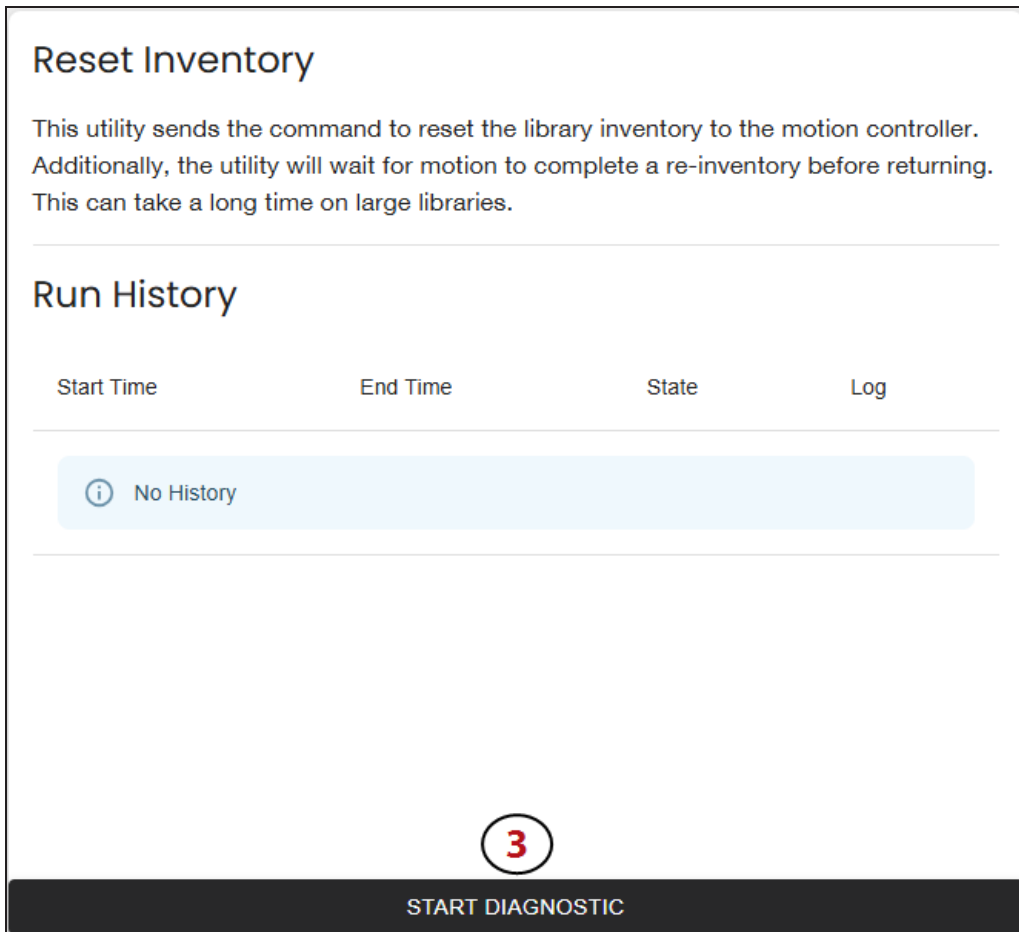 Reset Inventory
This utility sends the command to reset the library inventory to the motion controller.
Additionally, the utility will wait for motion to complete a re-inventory before returning.
This can take a long time on large libraries.
Run History
Start Time End Time State Log
No History
3
START DIAGNOSTIC